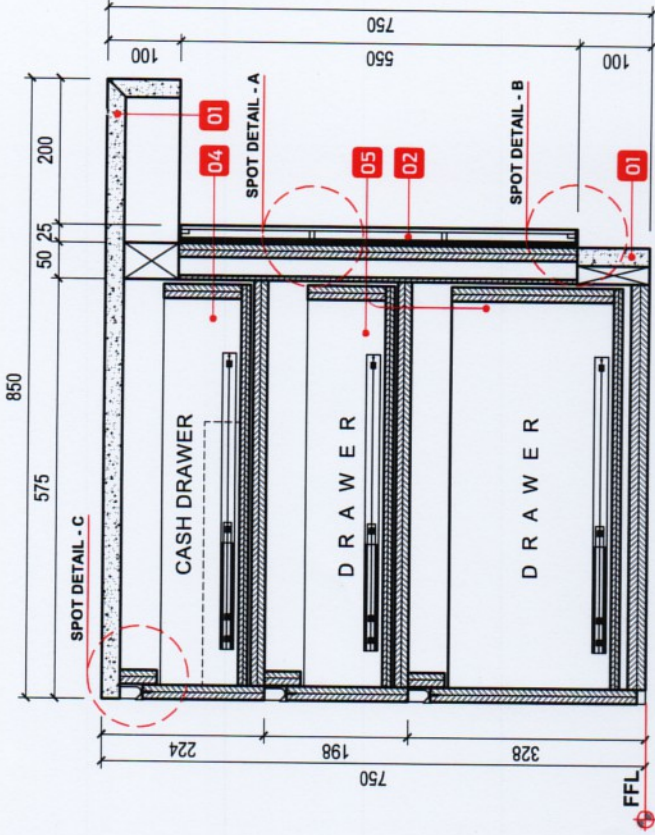 850
575
50
25
200
750
100
550
100
SPOT DETAIL - C
SPOT DETAIL - A
SPOT DETAIL - B
01
04
05
02
01
CASH DRAWER
DRAWER
DRAWER
224
198
328
750
FFL